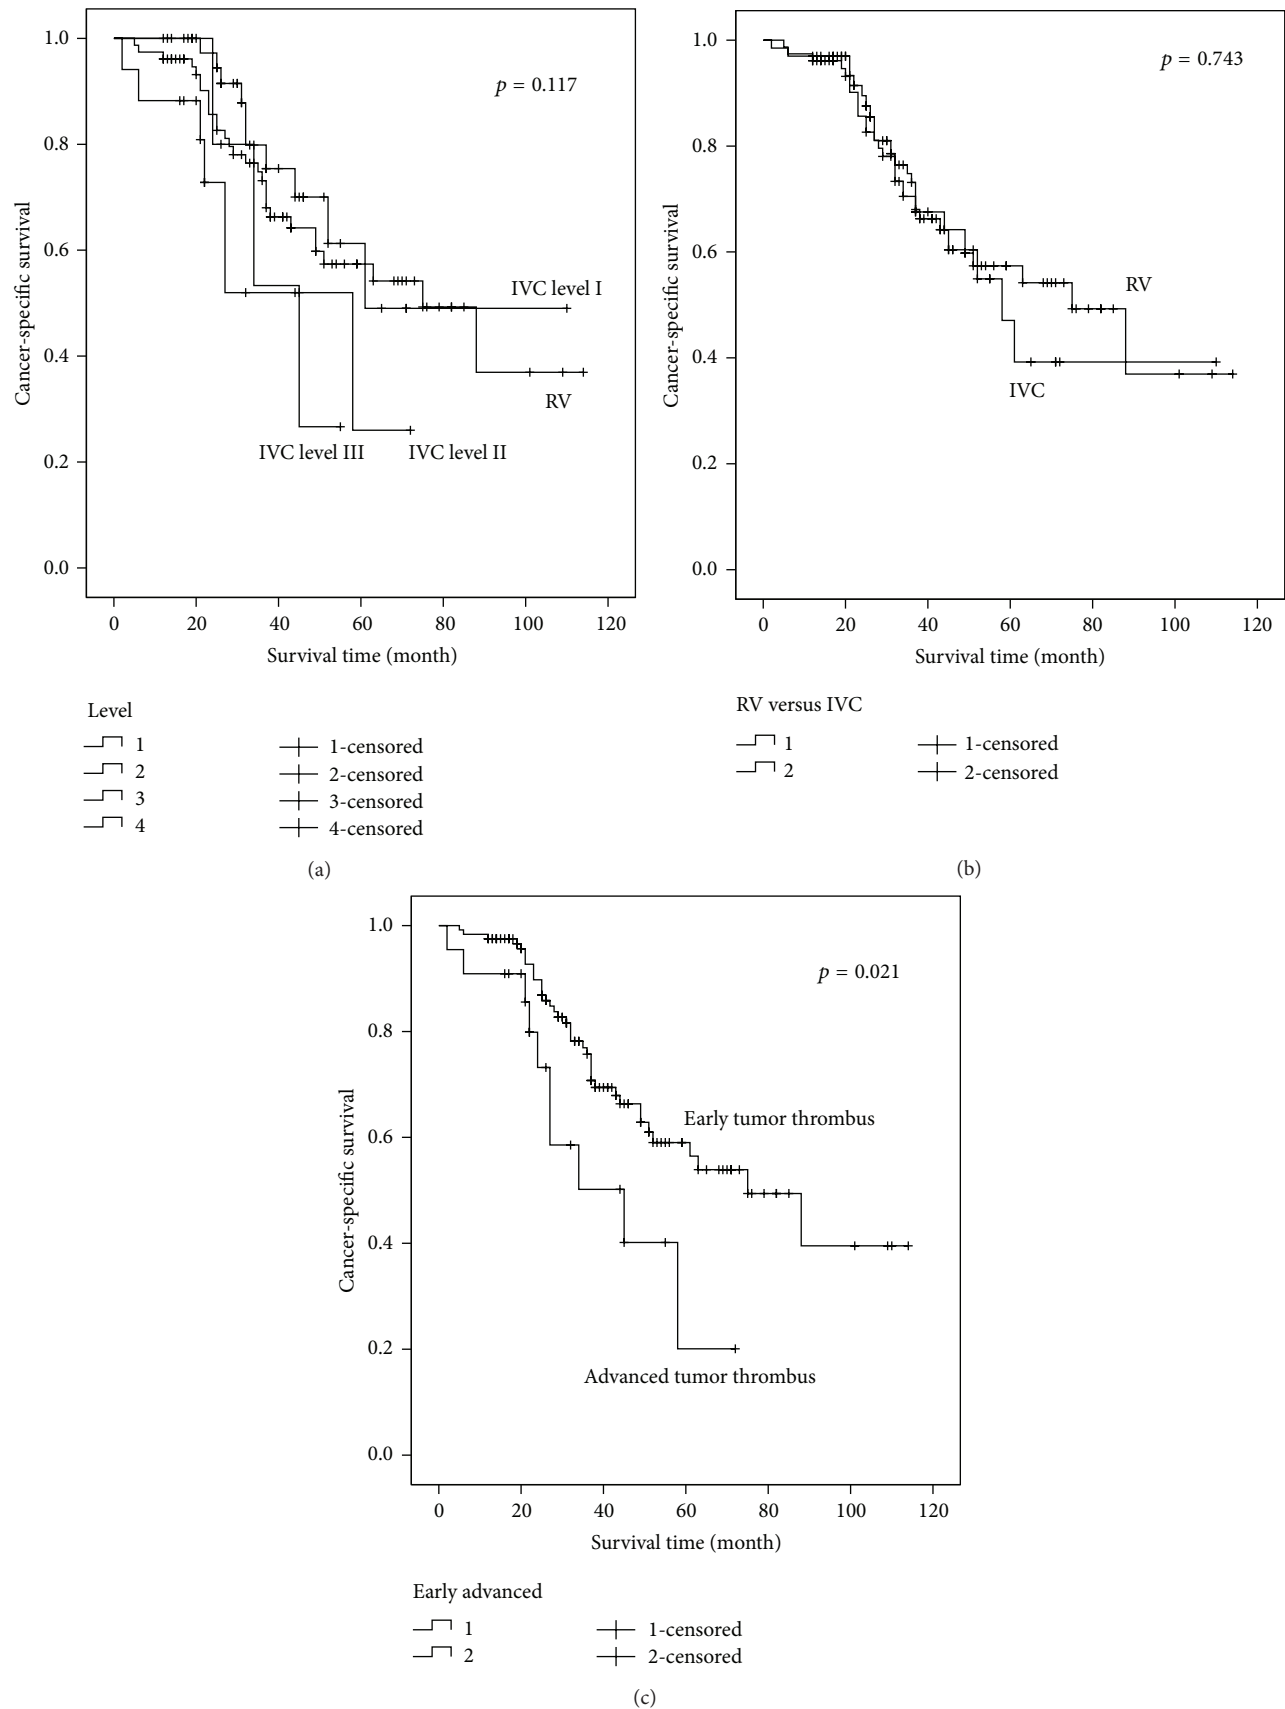 1.0
0.8
0.6
0.4
0.2
0.0
Cancer-specific survival
p = 0.117
IVC level I
RV
IVC level III
IVC level II
0 20 40 60 80 100 120
Survival time (month)
Level
1
2
3
4
1-censored
2-censored
3-censored
4-censored
(a)
1.0
0.8
0.6
0.4
0.2
0.0
Cancer-specific survival
p = 0.743
RV
IVC
0 20 40 60 80 100 120
Survival time (month)
RV versus IVC
1
2
1-censored
2-censored
(b)
1.0
0.8
0.6
0.4
0.2
0.0
Cancer-specific survival
p = 0.021
Early tumor thrombus
Advanced tumor thrombus
0 20 40 60 80 100 120
Survival time (month)
Early advanced
1
2
1-censored
2-censored
(c)